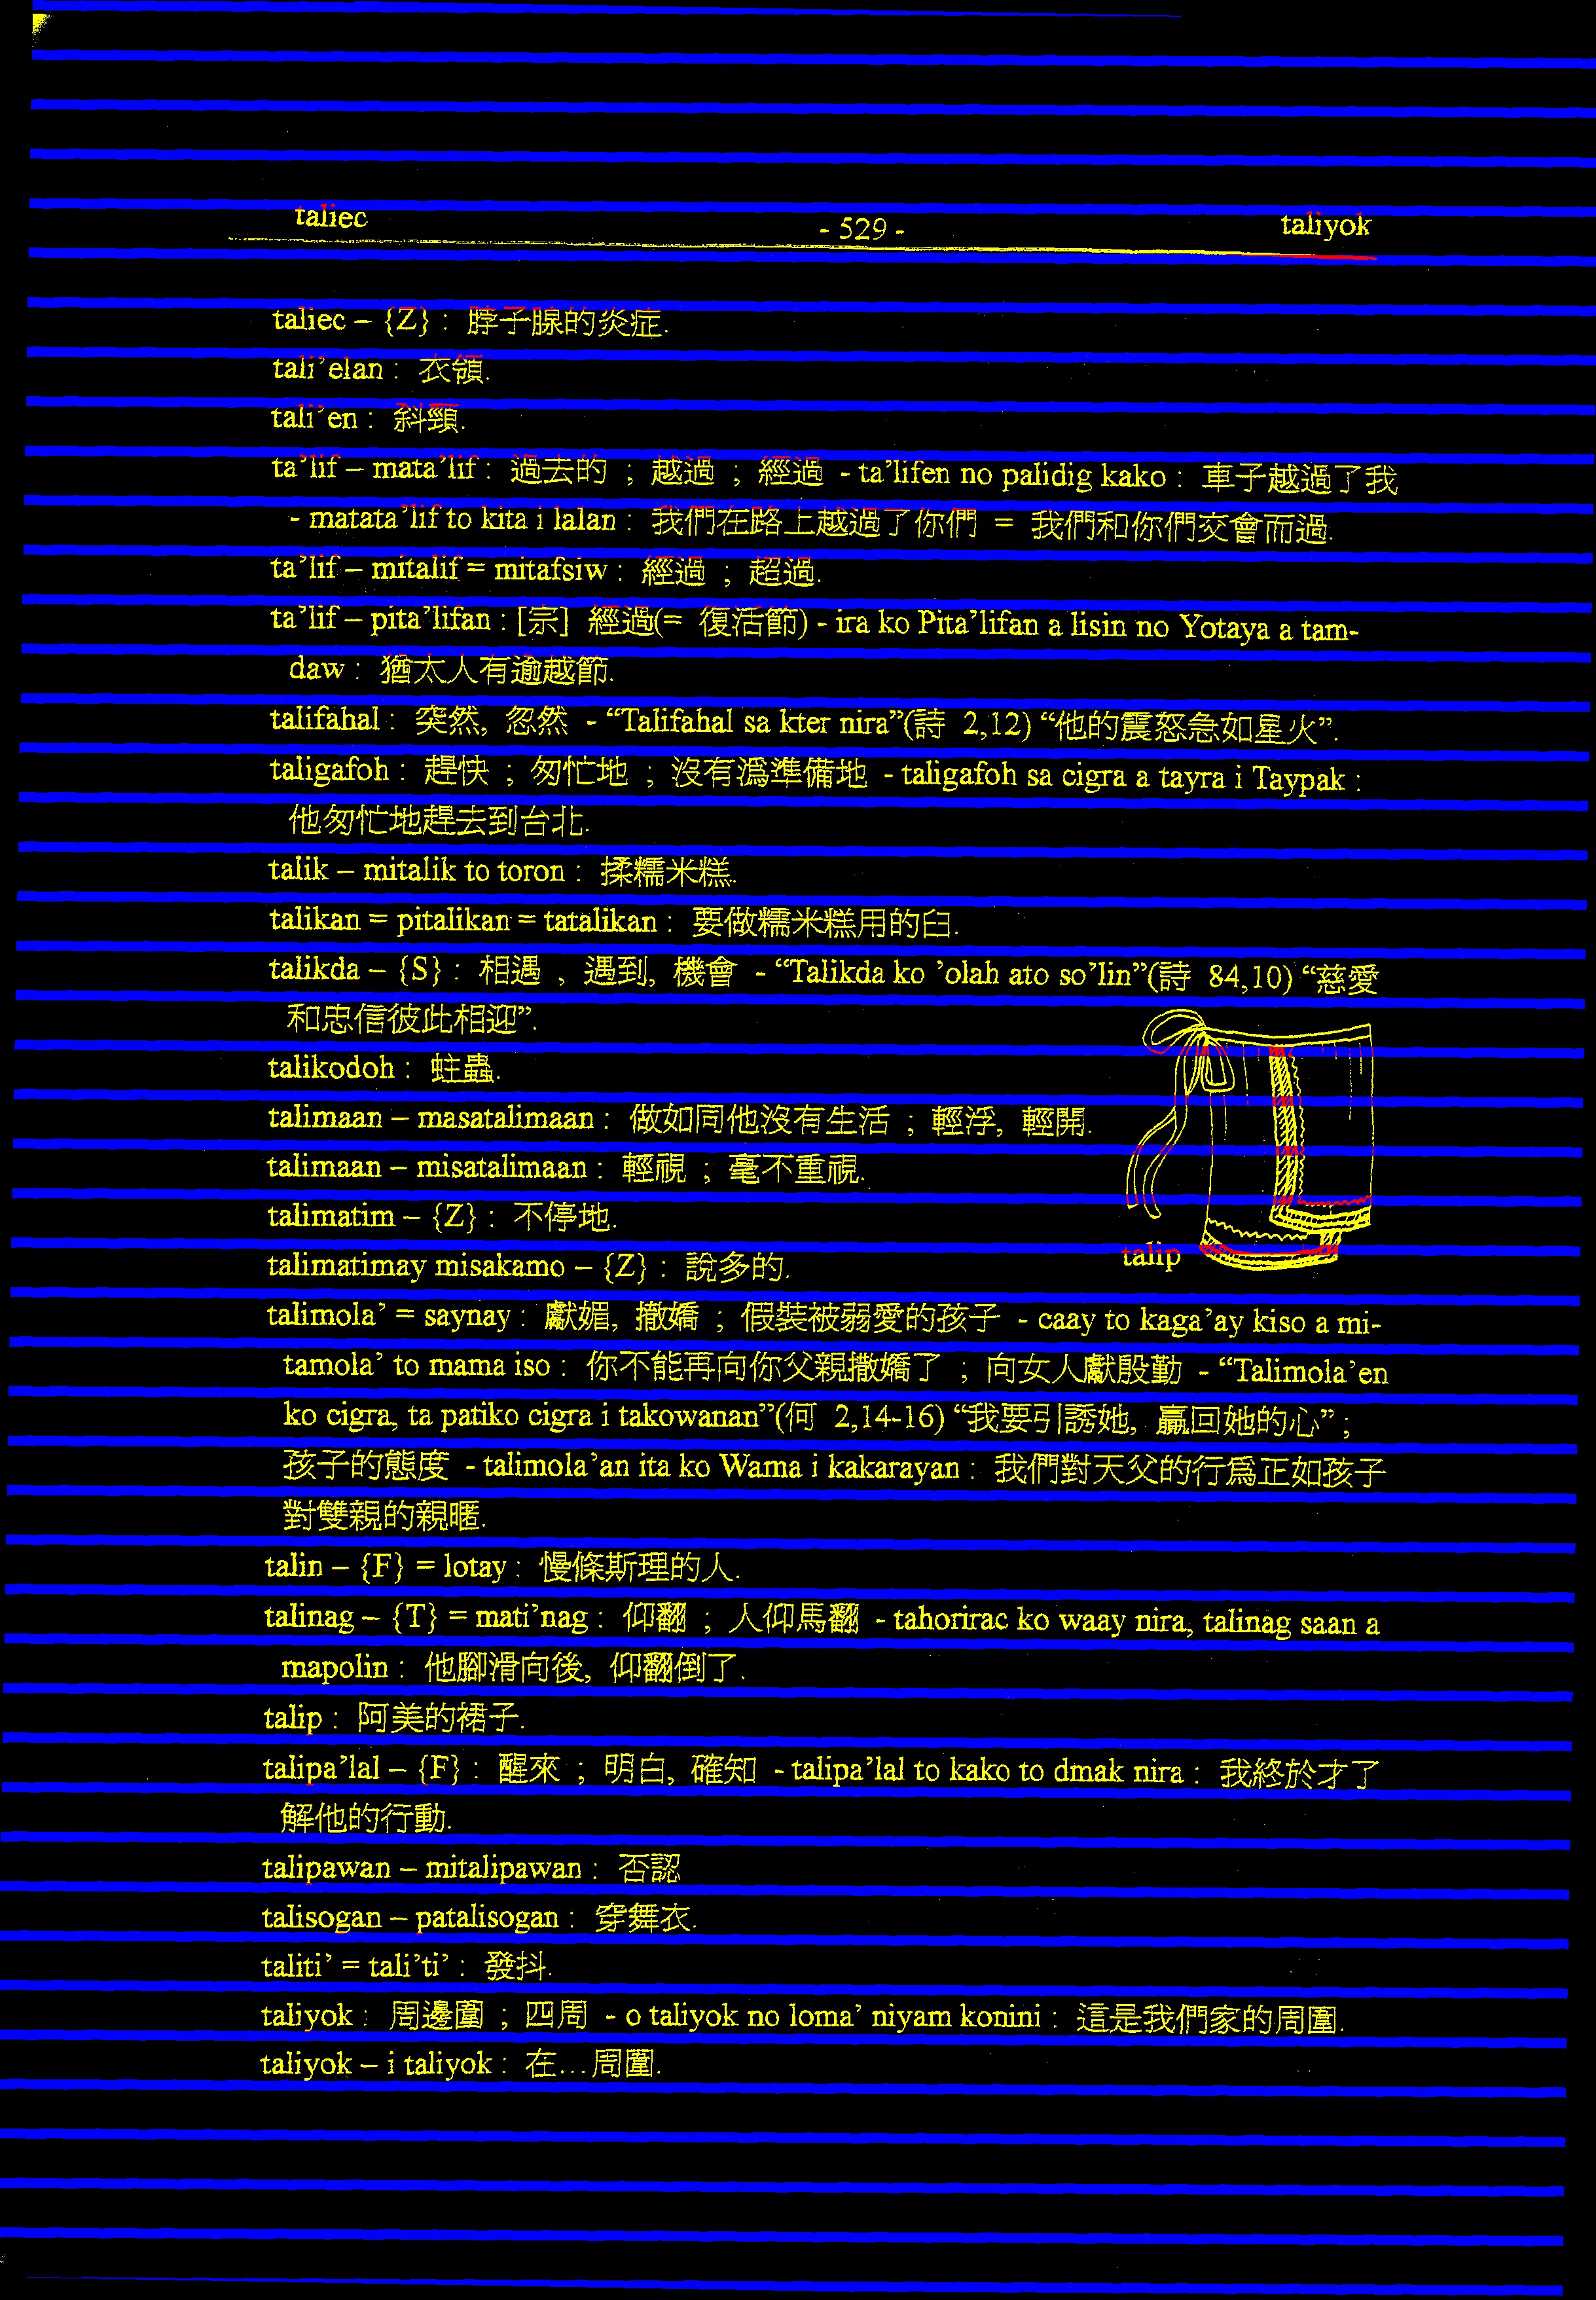 taliec - 529 - taliyok
taliec – {Z} : 脖子腺的炎症.
tali’elan : 衣領.
tali’en : 斜頸.
ta’lif – mata’lif : 過去的 ; 越過 ; 經過 - ta’lifen no palidig kako : 車子越過了我
- matata’lif to kita i lalan : 我們在路上越過了你們 = 我們和你們交會而過.
ta’lif – mitalif = mitafsiw : 經過 ; 超過.
ta’lif – pita’lifan : [宗] 經過(= 復活節) - ira ko Pita’lifan a lisin no Yotaya a tam-
daw : 猶太人有逾越節.
talifahal : 突然, 忽然 - “Talifahal sa kter nira”(詩 2,12) “他的震怒急如星火”.
taligafoh : 趕快 ; 匆忙地 ; 沒有為準備地 - taligafoh sa cigra a tayra i Taypak :
他匆忙地趕去到台北.
talik – mitalik to toron : 揉糯米糕.
talikan = pitalikan = tatalikan : 要做糯米糕用的臼.
talikda – {S} : 相遇 , 遇到, 機會 - “Talikda ko ’olah ato so’lin”(詩 84,10) “慈愛
和忠信彼此相迎”.
talikodoh : 蛀蟲.
talimaan – masatalimaan : 做如同他沒有生活 ; 輕浮, 輕開.
talimaan – misatalimaan : 輕視 ; 毫不重視.
talimatim – {Z} : 不停地.
talimatimay misakamo – {Z} : 說多的.
talip
talimola’ = saynay : 獻媚, 撤嬌 ; 假裝被弱愛的孩子 - caay to kaga’ay kiso a mi-
tamola’ to mama iso : 你不能再向你父親撒嬌了 ; 向女人獻殷勤 - “Talimola’en
ko cigra, ta patiko cigra i takowanan”(何 2,14-16) “我要引誘她, 贏回她的心” ;
孩子的態度 - talimola’an ita ko Wama i kakarayan : 我們對天父的行為正如孩子
對雙親的親暱.
talin – {F} = lotay : 慢條斯理的人.
talinag – {T} = mati’nag : 仰翻 ; 人仰馬翻 - tahorirac ko waay nira, talinag saan a
mapolin : 他腳滑向後, 仰翻倒了.
talip : 阿美的裙子.
talipa’lal – {F} : 醒來 ; 明白, 確知 - talipa’lal to kako to dmak nira : 我終於才了
解他的行動.
talipawan – mitalipawan : 否認
talisogan – patalisogan : 穿舞衣.
taliti’ = tali’ti’ : 發抖.
taliyok : 周邊圍 ; 四周 - o taliyok no loma’ niyam konini : 這是我們家的周圍.
taliyok – i taliyok : 在…周圍.